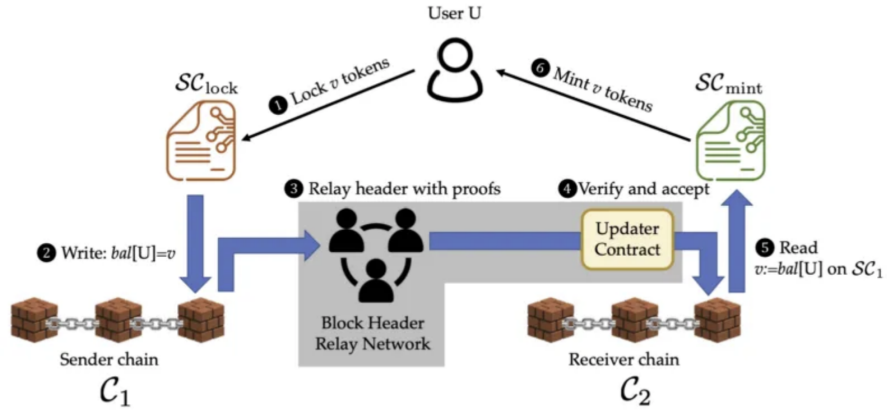 User U
SC_lock
SC_mint
❶ Lock v tokens
❻ Mint v tokens
❸ Relay header with proofs
❹ Verify and accept
Updater
Contract
❷ Write: bal[U]=v
❺ Read
v:=bal[U] on SC_1
Block Header
Relay Network
Sender chain
C_1
Receiver chain
C_2